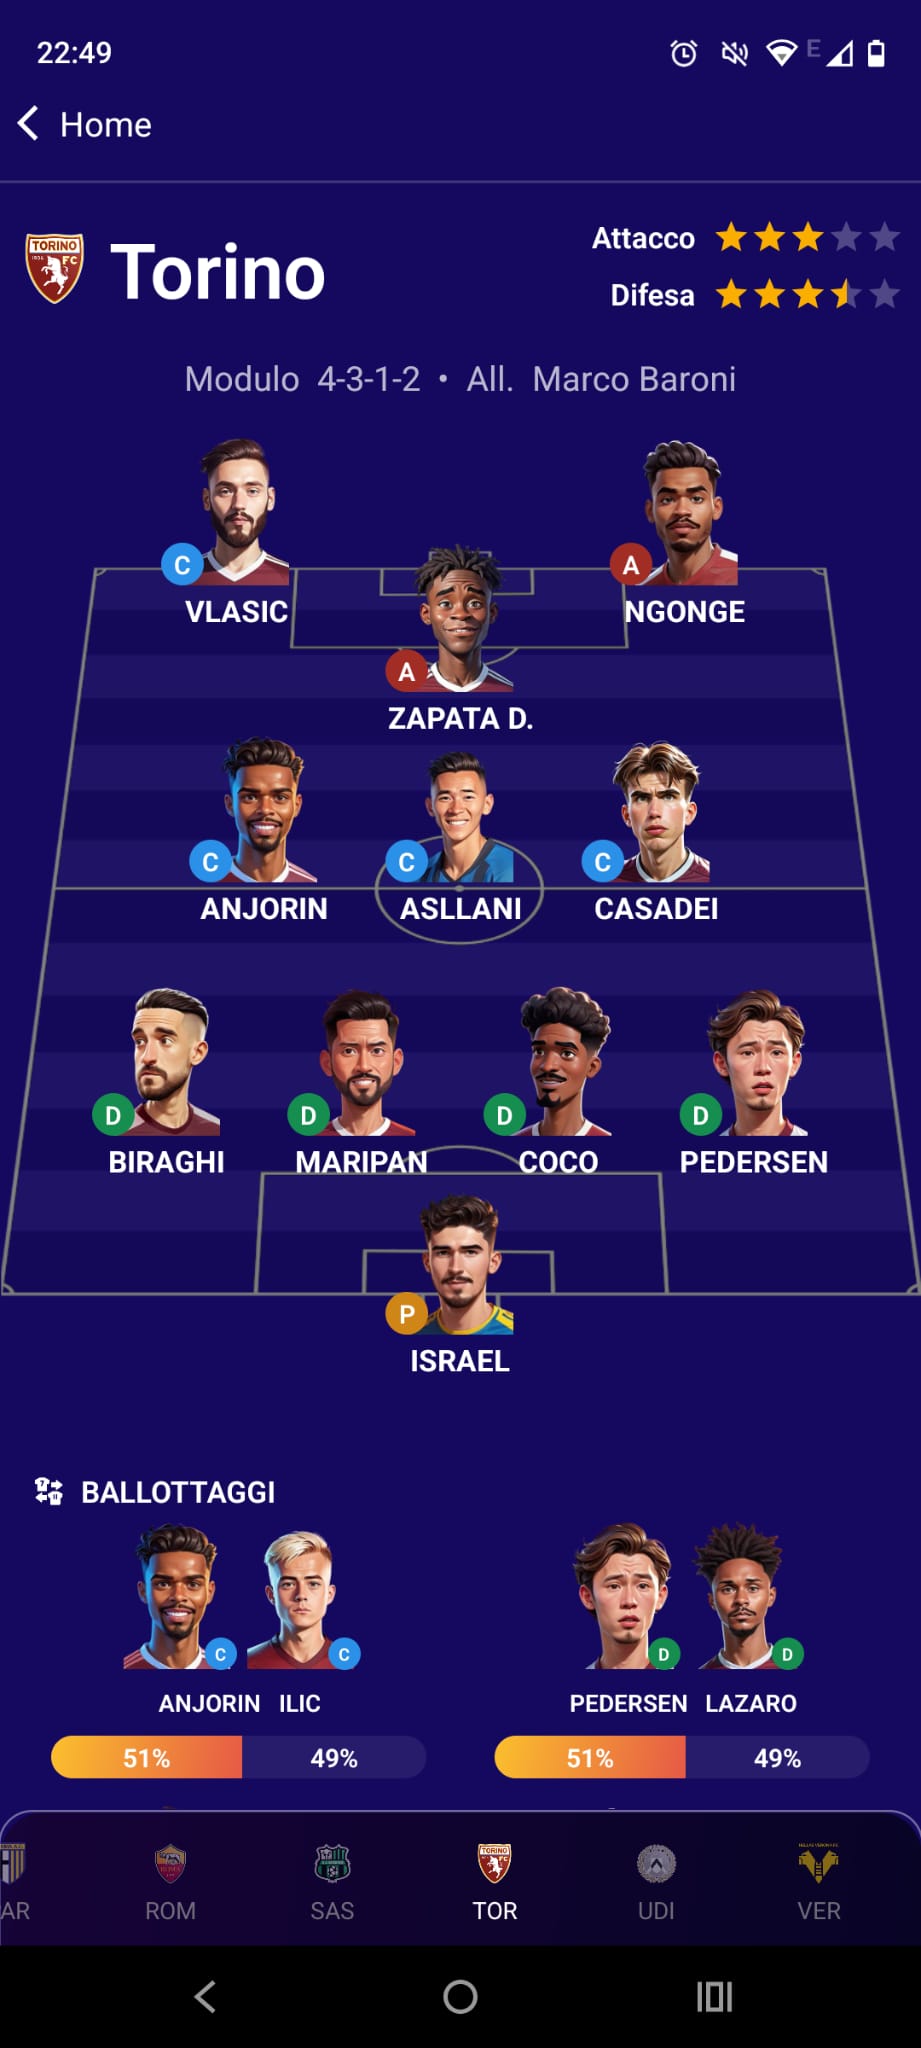 22:49
E
Home
TORINO
FC
Torino
Attacco
Difesa
Modulo 4-3-1-2 • All. Marco Baroni
C
A
VLASIC
NGONGE
A
ZAPATA D.
C
C
C
ANJORIN
ASLLANI
CASADEI
D
D
D
D
BIRAGHI
MARIPAN
COCO
PEDERSEN
P
ISRAEL
BALLOTTAGGI
C
C
D
D
ANJORIN
ILIC
PEDERSEN
LAZARO
51%
49%
51%
49%
AR
ROM
SAS
TOR
UDI
VER